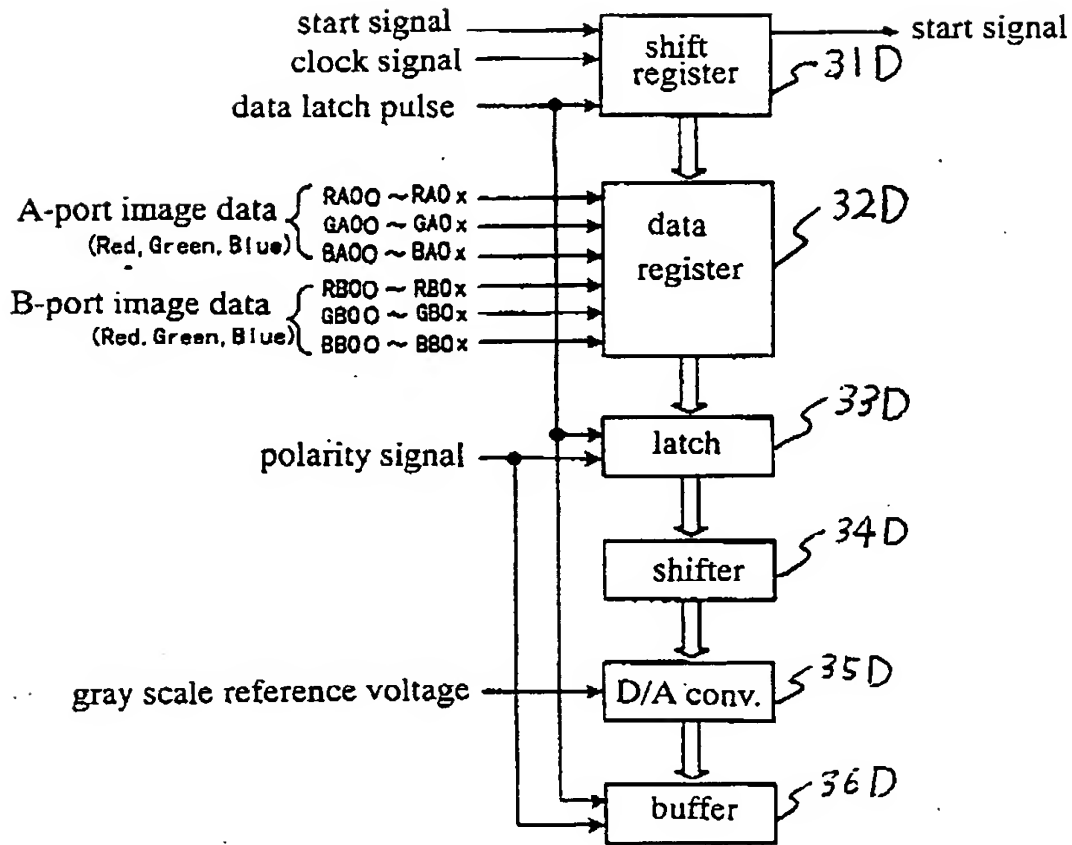 start signal
clock signal
data latch pulse
shift
register
start signal
31D
A-port image data
(Red, Green, Blue)
RA00 ~ RA0x
GA00 ~ GA0x
BA00 ~ BA0x
B-port image data
(Red. Green, Blue)
RB00 ~ RB0x
GB00 ~ GB0x
BB00 ~ BB0x
data
register
32D
polarity signal
latch
33D
shifter
34D
gray scale reference voltage
D/A conv.
35D
buffer
36D